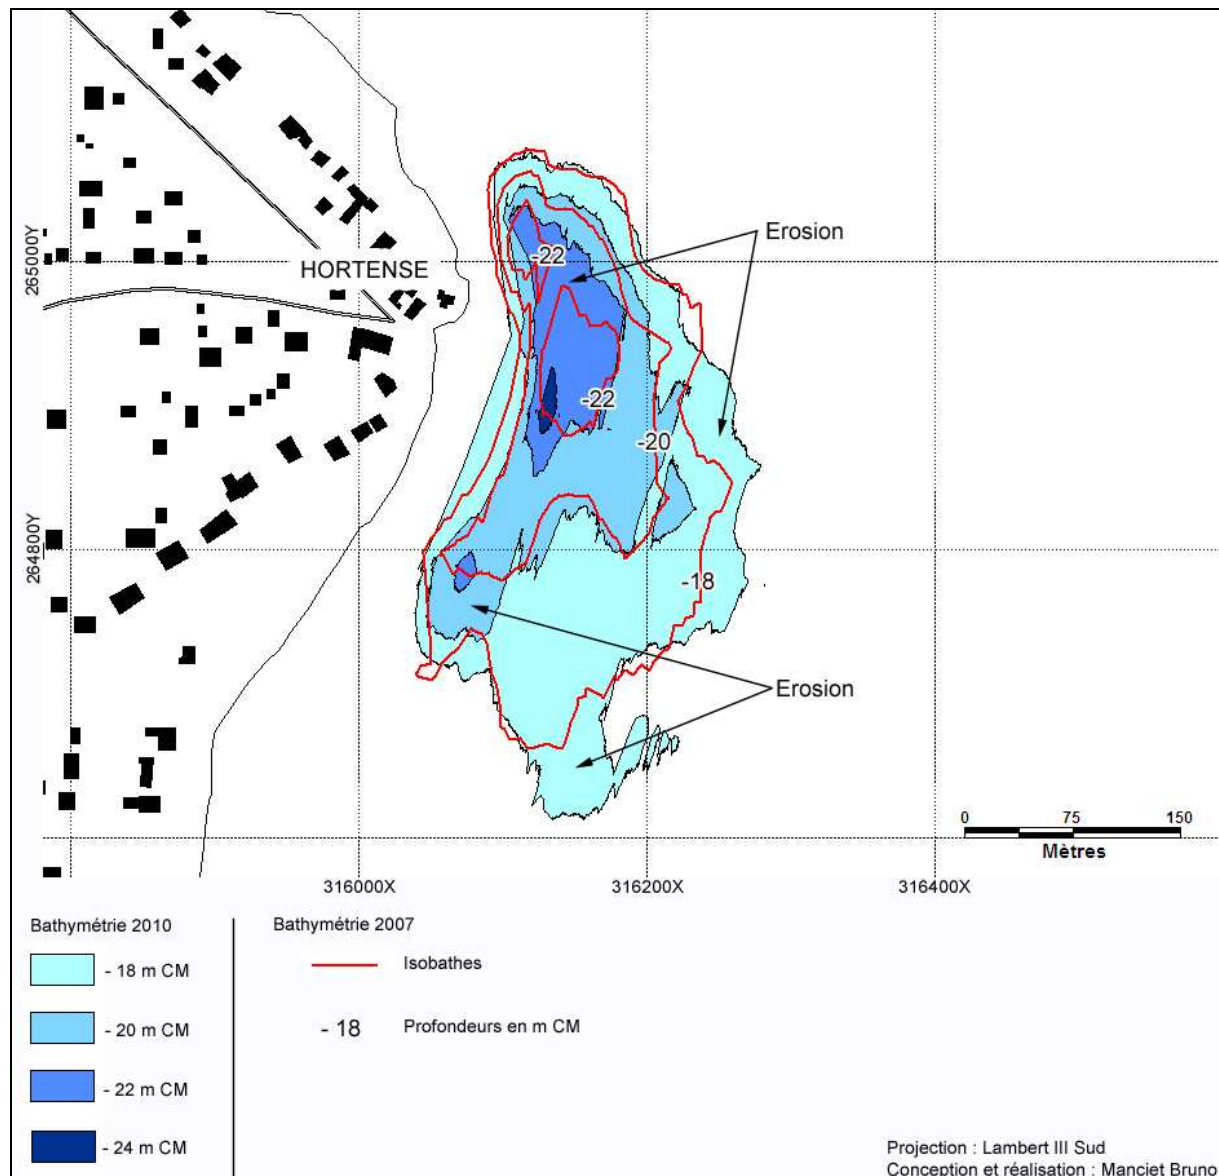 Erosion
265000Y
-22
HORTENSE
-22
-20
264800Y
-18
Erosion
0 75 150
Mètres
316000X 316200X 316400X
Bathymétrie 2010
Bathymétrie 2007
- 18 m CM
Isobathes
- 20 m CM
- 18 Profondeurs en m CM
- 22 m CM
- 24 m CM
Projection : Lambert III Sud
Conception et réalisation : Manciet Bruno